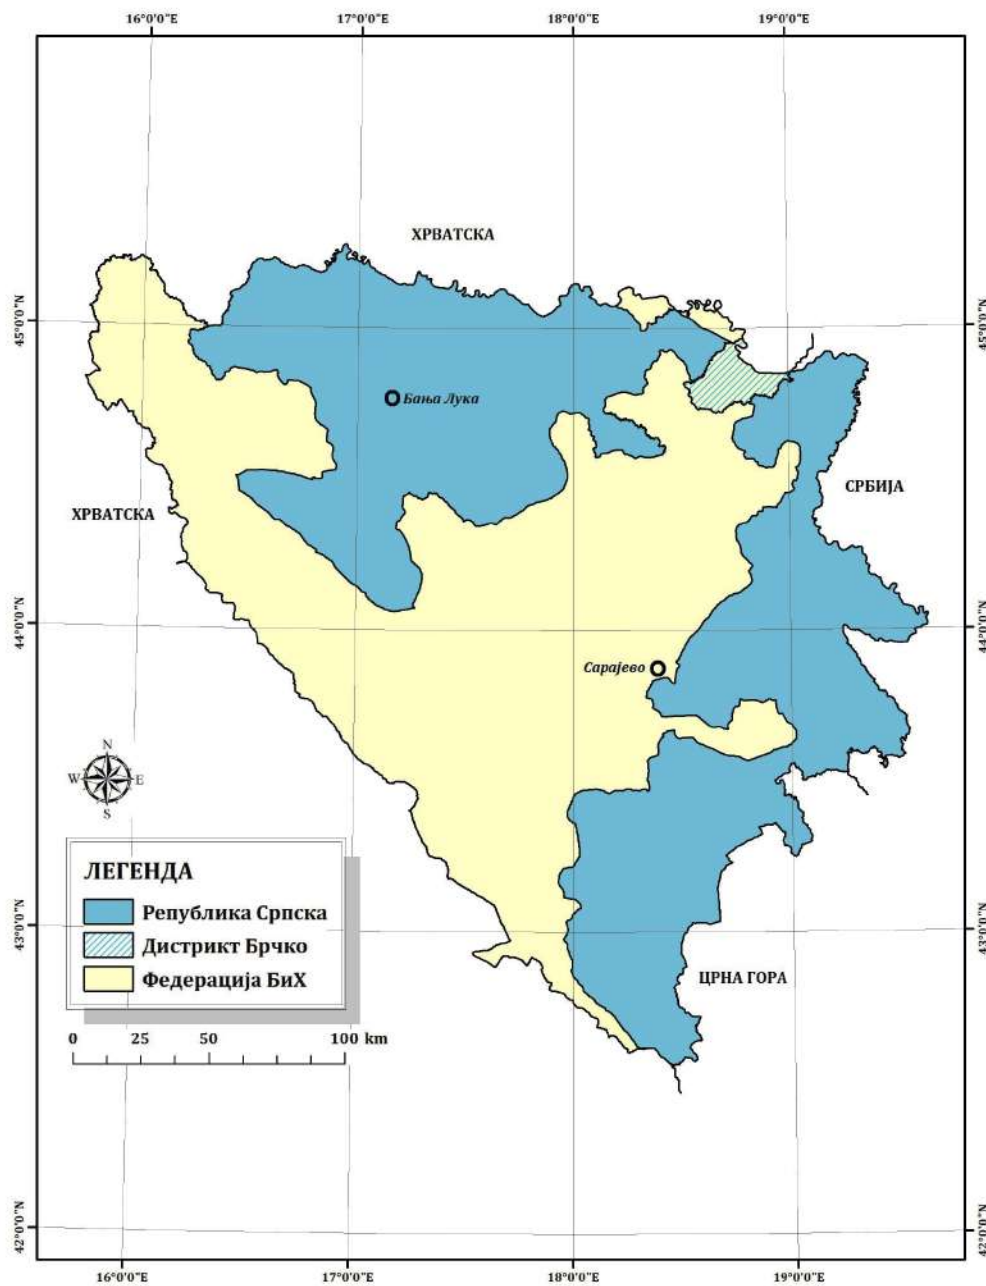 16°0'0"E 17°0'0"E 18°0'0"E 19°0'0"E
ХРВАТСКА
45°0'0"N 45°0'0"N
Бања Лука
СРБИЈА
ХРВАТСКА
44°0'0"N 44°0'0"N
Сарајево
N
W E
S
ЛЕГЕНДА
Република Српска
43°0'0"N 43°0'0"N
Дистрикт Брчко
Федерација БиХ
ЦРНА ГОРА
0 25 50 100 km
42°0'0"N 42°0'0"N
16°0'0"E 17°0'0"E 18°0'0"E 19°0'0"E